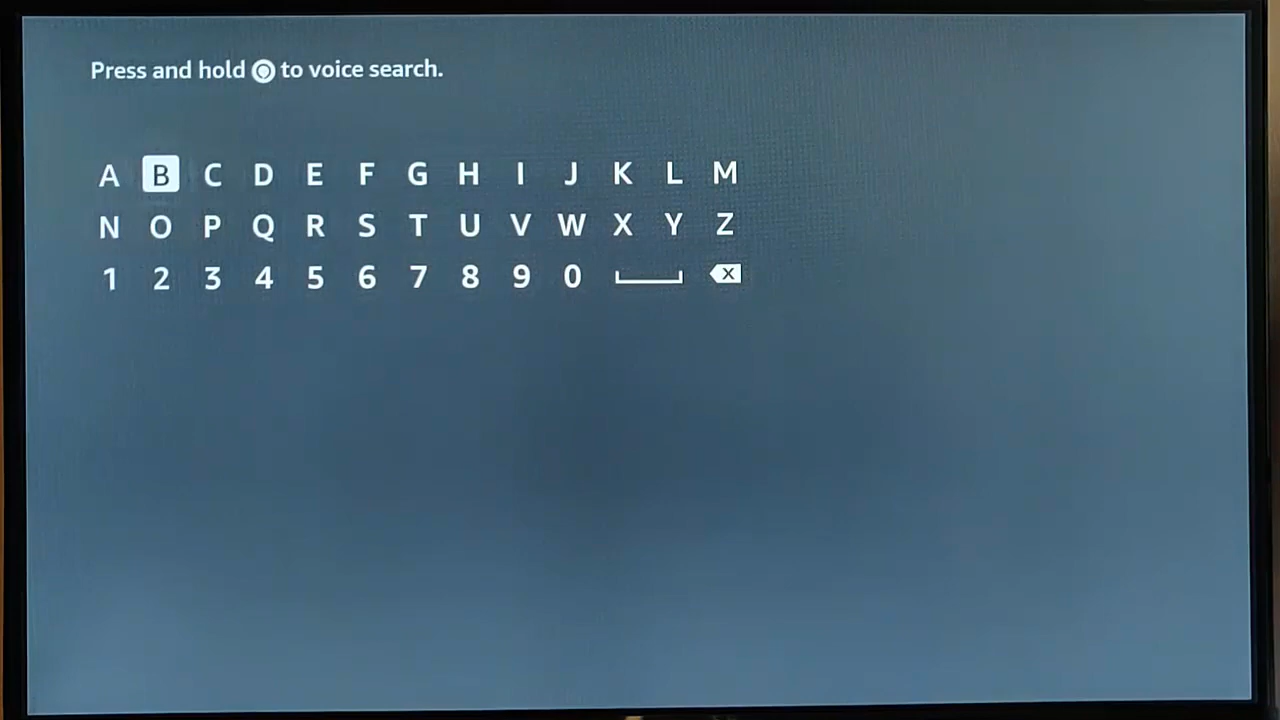 Press and hold to voice search.
A B C D E F G H I J K L M
N O P Q R S T U V W X Y Z
1 2 3 4 5 6 7 8 9 0